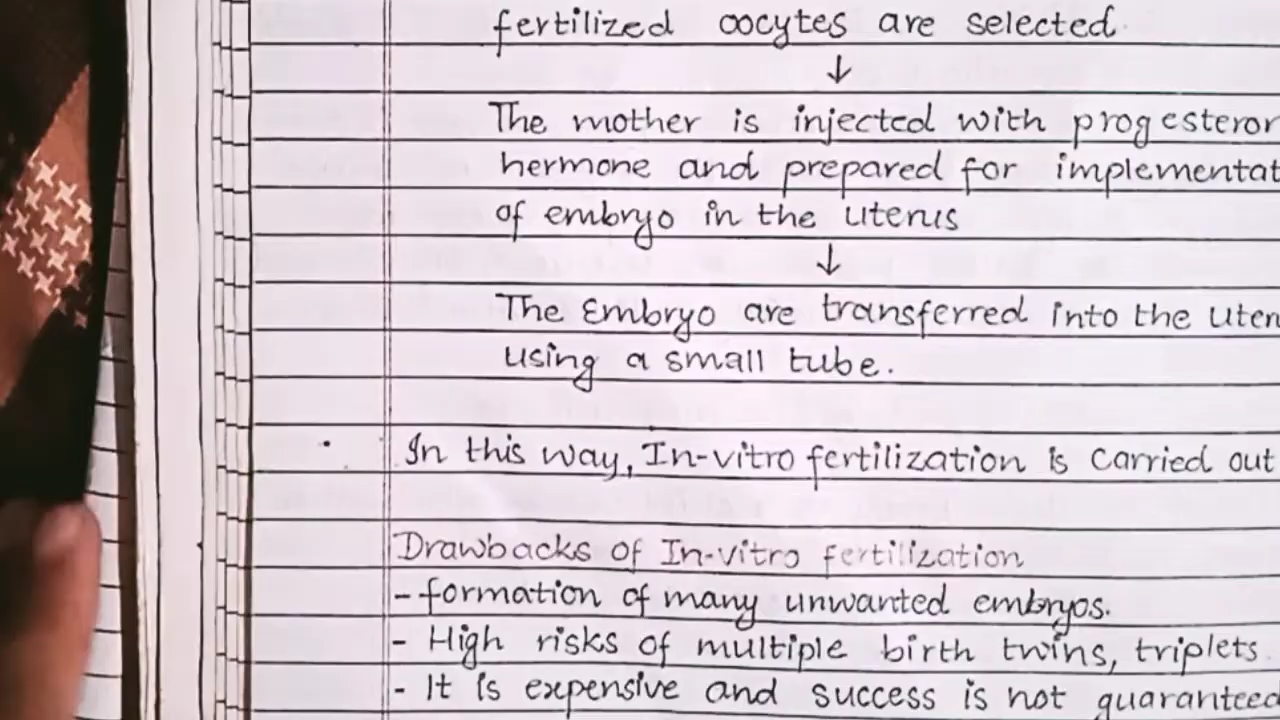 fertilized oocytes are selected.
↓
The mother is injected with progesteron
hermone and prepared for implementat
of embryo in the uterus
↓
The Embryo are transferred into the uten
using a small tube.
In this way, In-vitro fertilization is carried out
Drawbacks of In-vitro fertilization
- formation of many unwanted embryos.
- High risks of multiple birth twins, triplets.
- It is expensive and success is not guaranteed